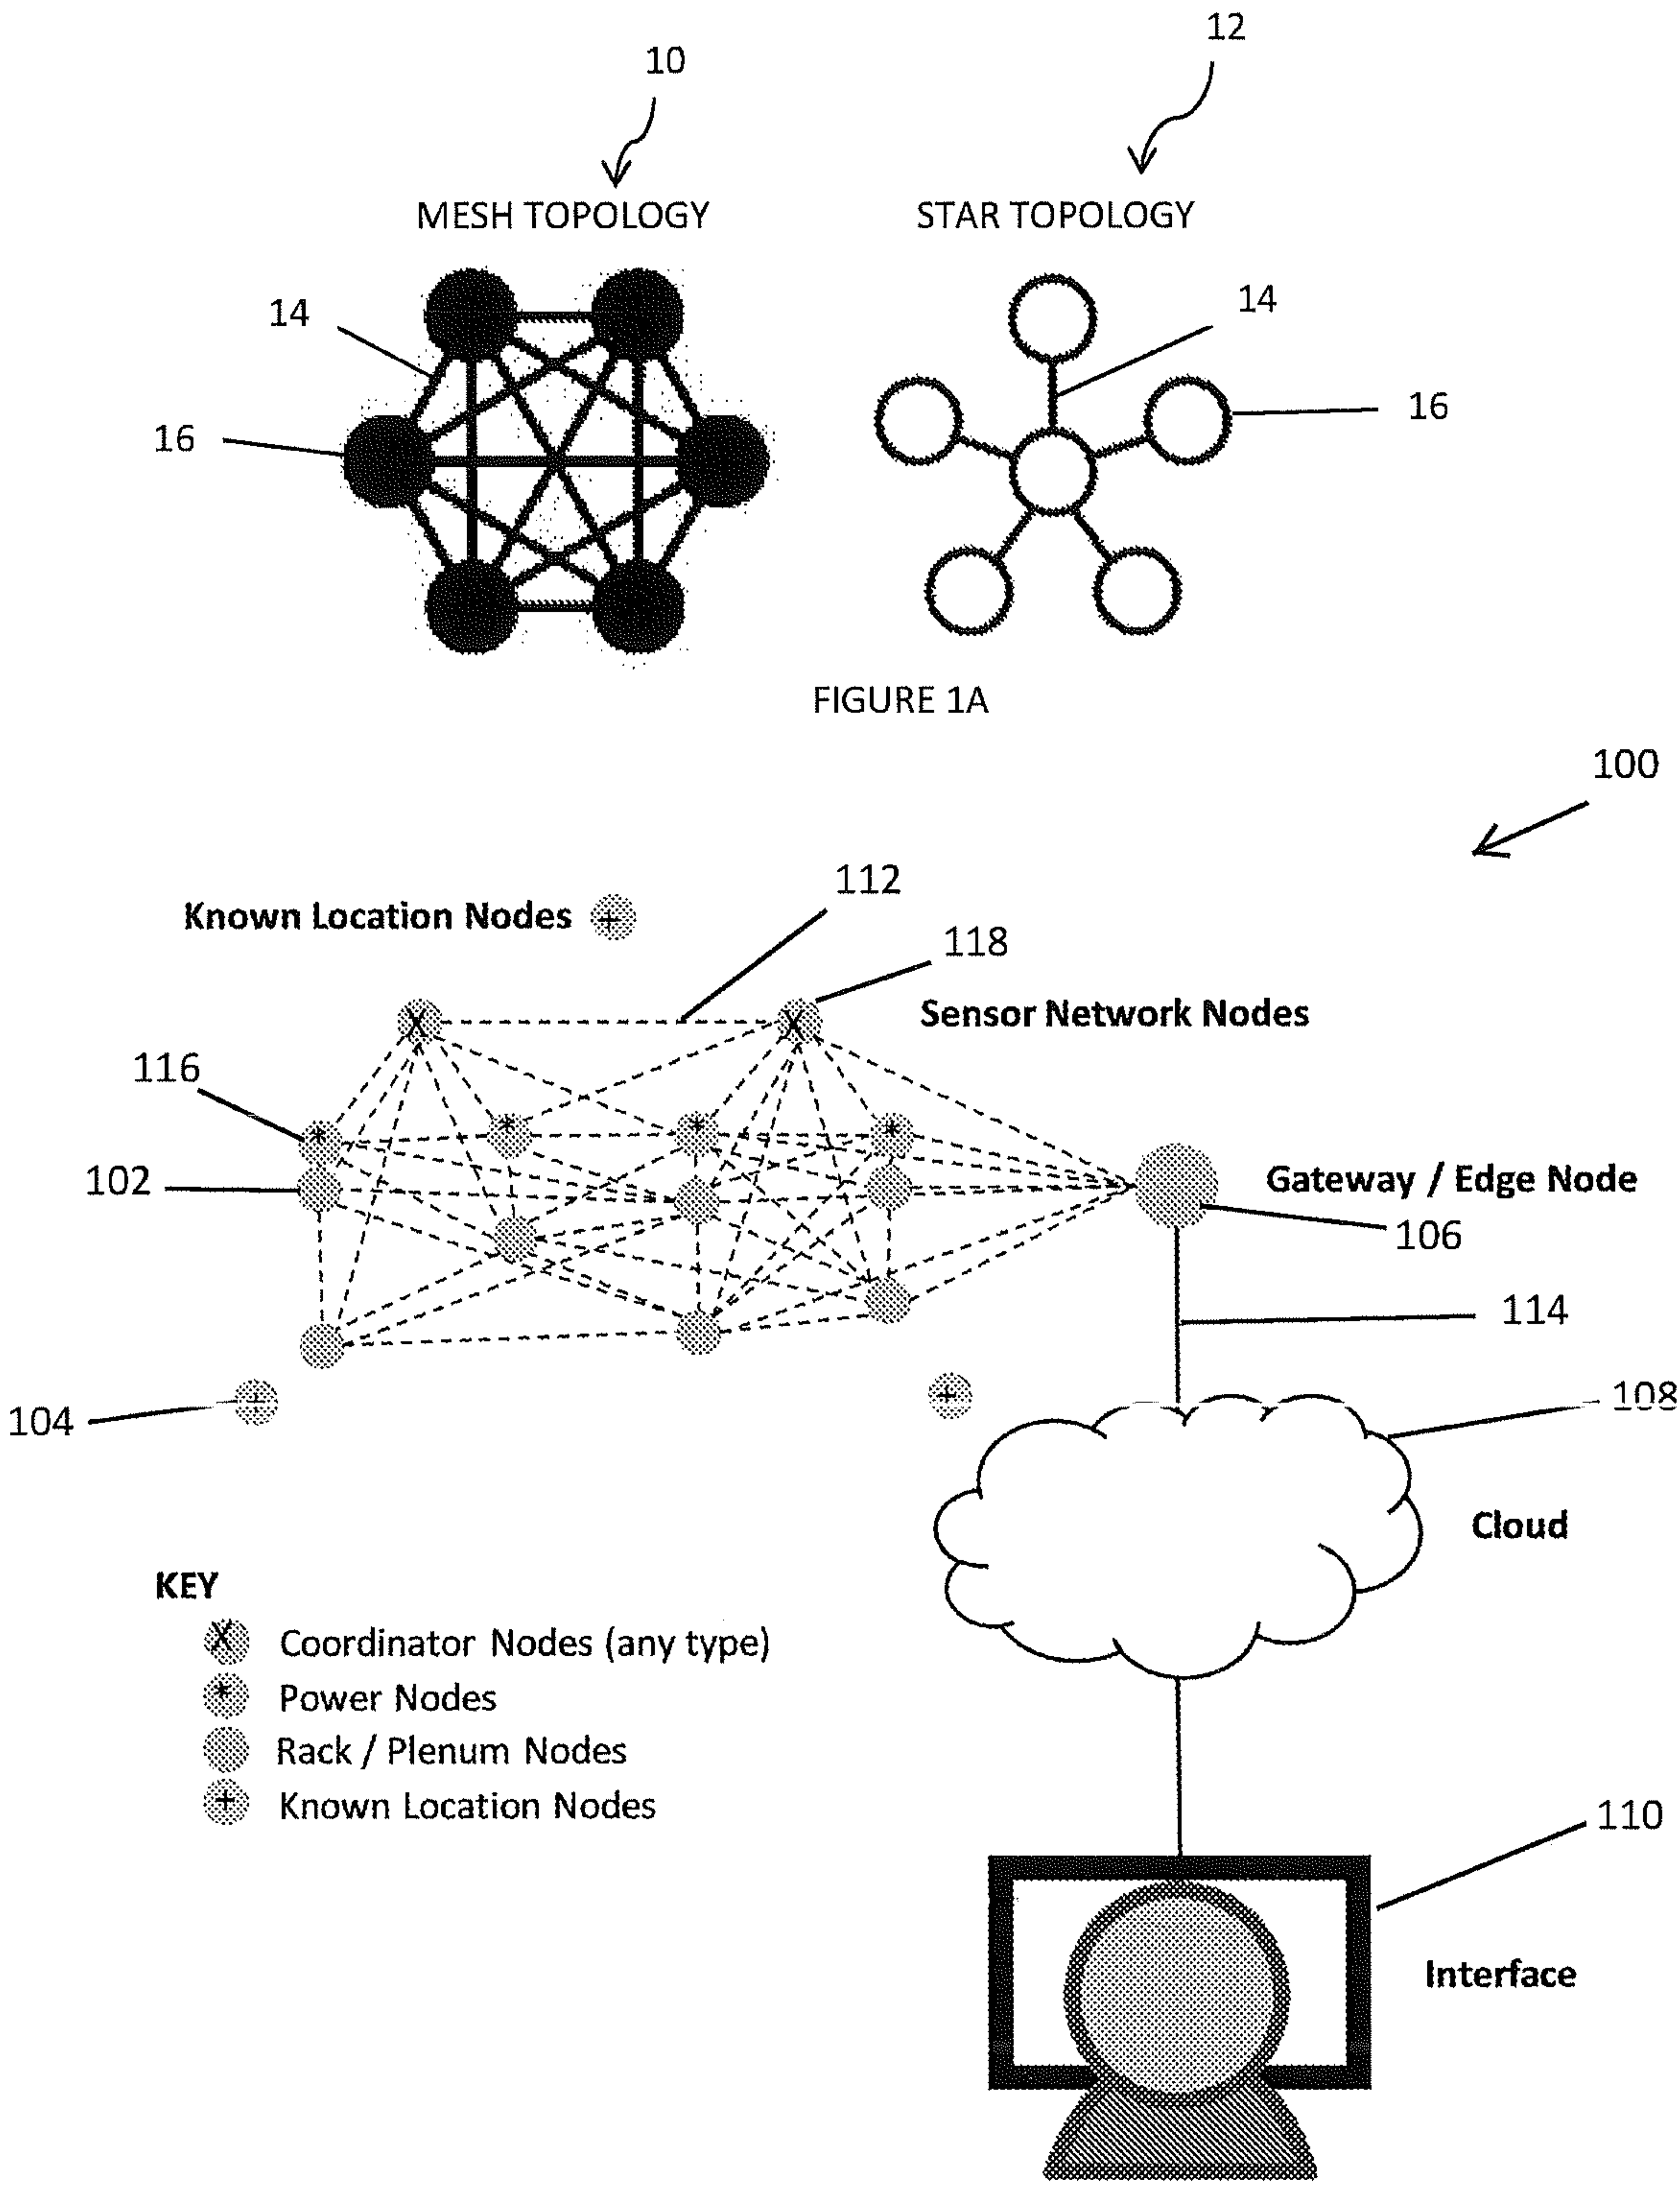 10
12
MESH TOPOLOGY
STAR TOPOLOGY
14
14
16
16
FIGURE 1A
100
112
Known Location Nodes +
118
X
X
Sensor Network Nodes
116
* * * *
102
Gateway / Edge Node
106
114
104
+
+
108
Cloud
KEY
X Coordinator Nodes (any type)
* Power Nodes
Rack / Plenum Nodes
+ Known Location Nodes
110
Interface